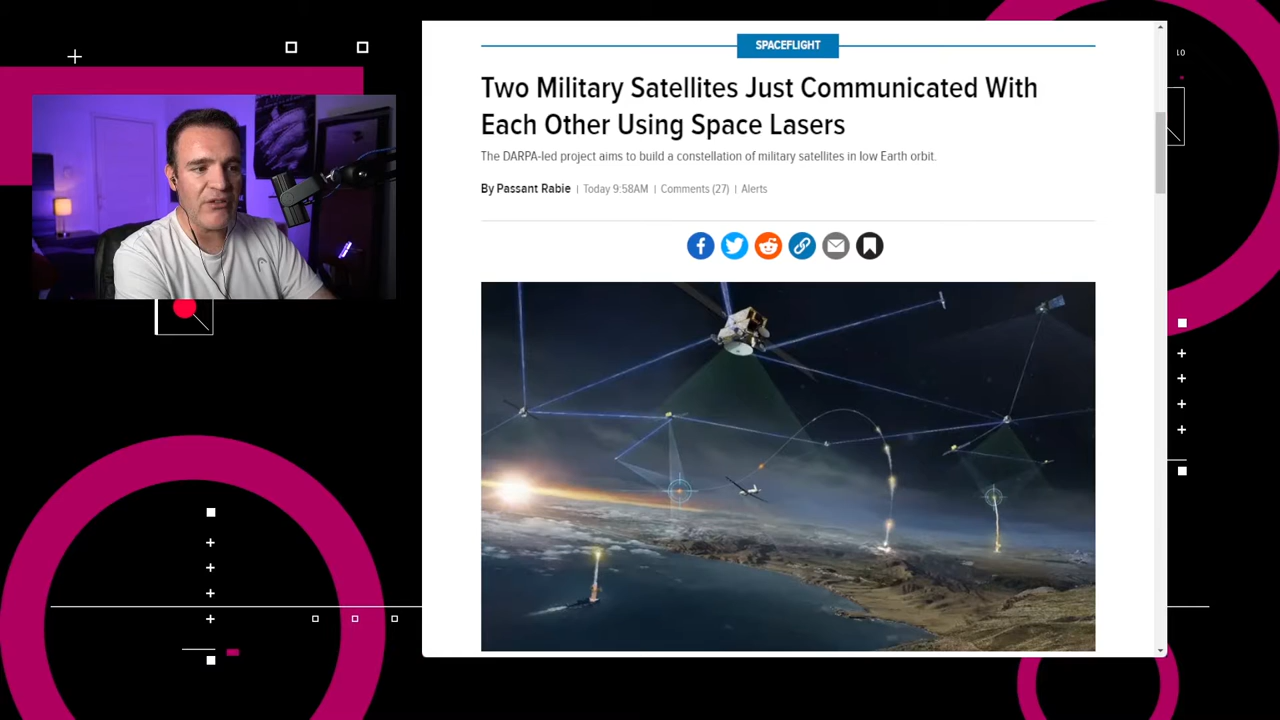 SPACEFLIGHT
Two Military Satellites Just Communicated With
Each Other Using Space Lasers
The DARPA-led project aims to build a constellation of military satellites in low Earth orbit.
By Passant Rabie | Today 9:58AM | Comments (27) | Alerts
10